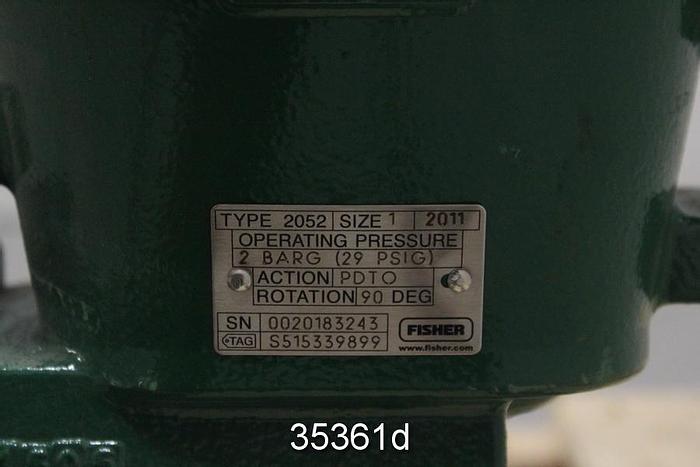 TYPE 2052 SIZE 1 2011
OPERATING PRESSURE
2 BARG (29 PSIG)
ACTION PDTO
ROTATION 90 DEG
SN 0020183243
eTAG S515339899
FISHER
www.fisher.com
35361d